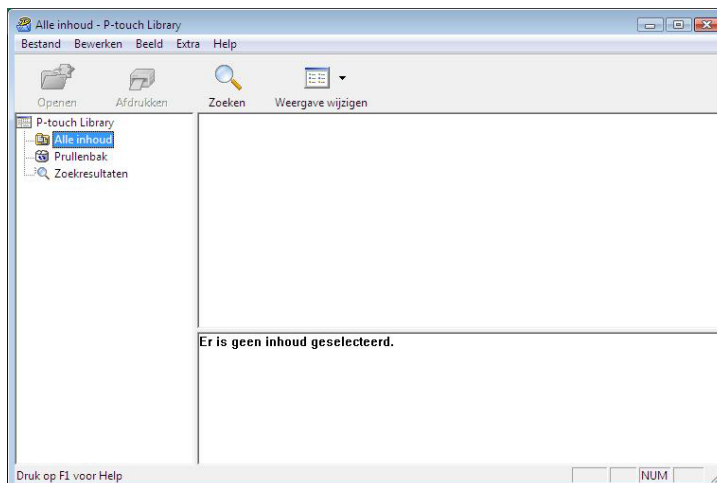 Alle inhoud - P-touch Library
Bestand Bewerken Beeld Extra Help
Openen Afdrukken Zoeken Weergave wijzigen
P-touch Library
Alle inhoud
Prullenbak
Zoekresultaten
Er is geen inhoud geselecteerd.
Druk op F1 voor Help NUM